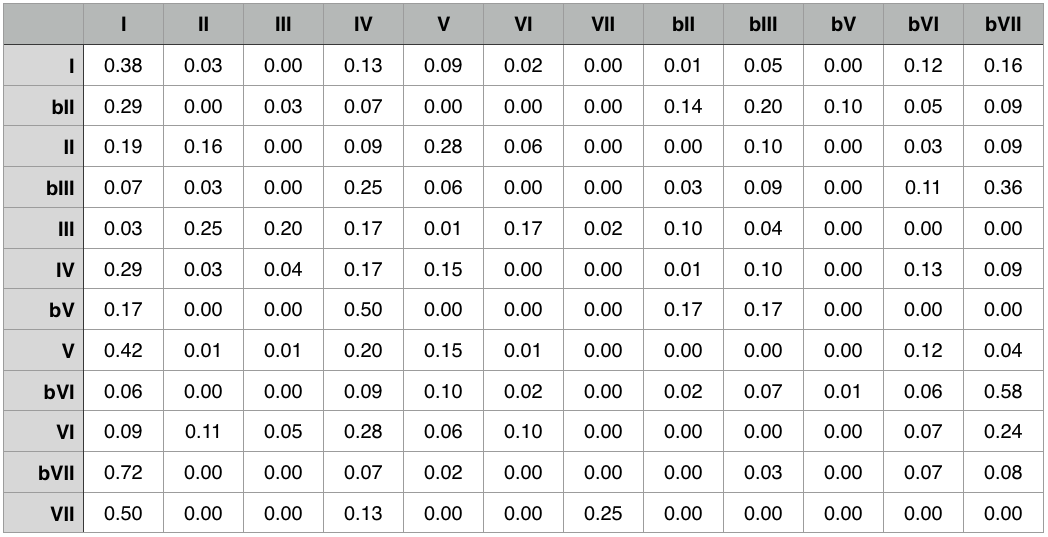 I II III IV V VI VII bII bIII bV bVI bVII
I 0.38 0.03 0.00 0.13 0.09 0.02 0.00 0.01 0.05 0.00 0.12 0.16
bII 0.29 0.00 0.03 0.07 0.00 0.00 0.00 0.14 0.20 0.10 0.05 0.09
II 0.19 0.16 0.00 0.09 0.28 0.06 0.00 0.00 0.10 0.00 0.03 0.09
bIII 0.07 0.03 0.00 0.25 0.06 0.00 0.00 0.03 0.09 0.00 0.11 0.36
III 0.03 0.25 0.20 0.17 0.01 0.17 0.02 0.10 0.04 0.00 0.00 0.00
IV 0.29 0.03 0.04 0.17 0.15 0.00 0.00 0.01 0.10 0.00 0.13 0.09
bV 0.17 0.00 0.00 0.50 0.00 0.00 0.00 0.17 0.17 0.00 0.00 0.00
V 0.42 0.01 0.01 0.20 0.15 0.01 0.00 0.00 0.00 0.00 0.12 0.04
bVI 0.06 0.00 0.00 0.09 0.10 0.02 0.00 0.02 0.07 0.01 0.06 0.58
VI 0.09 0.11 0.05 0.28 0.06 0.10 0.00 0.00 0.00 0.00 0.07 0.24
bVII 0.72 0.00 0.00 0.07 0.02 0.00 0.00 0.00 0.03 0.00 0.07 0.08
VII 0.50 0.00 0.00 0.13 0.00 0.00 0.25 0.00 0.00 0.00 0.00 0.00